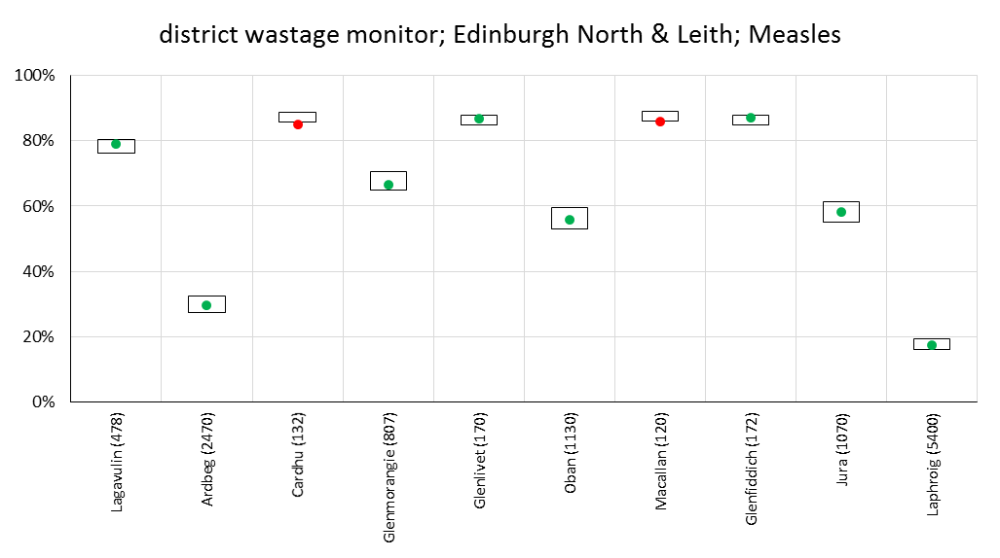 district wastage monitor; Edinburgh North & Leith; Measles
100%
80%
60%
40%
20%
0%
Lagavulin (478)
Ardbeg (2470)
Cardhu (132)
Glenmorangie (807)
Glenlivet (170)
Oban (1130)
Macallan (120)
Glenfiddich (172)
Jura (1070)
Laphroig (5400)